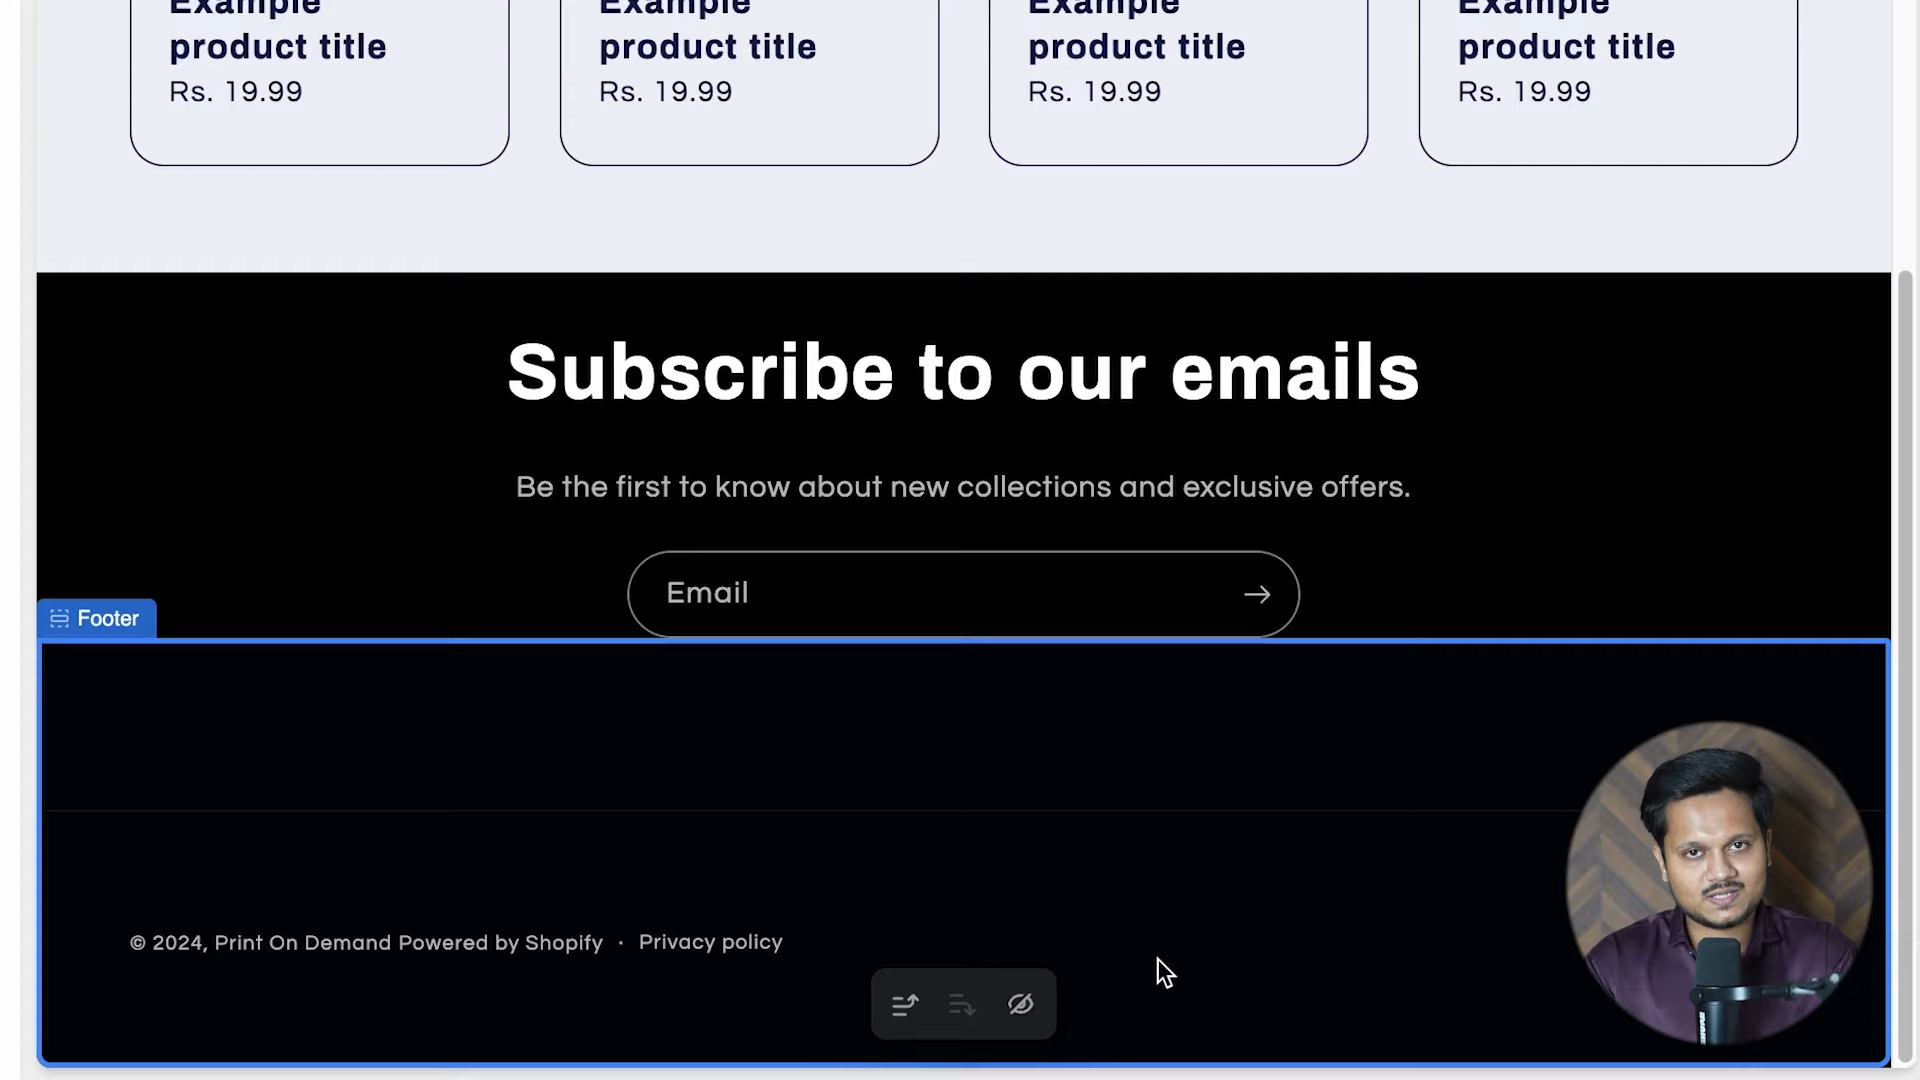 Example Example Example Example
product title product title product title product title
Rs. 19.99 Rs. 19.99 Rs. 19.99 Rs. 19.99
Subscribe to our emails
Be the first to know about new collections and exclusive offers.
Email
Footer
© 2024, Print On Demand Powered by Shopify · Privacy policy
SHURE